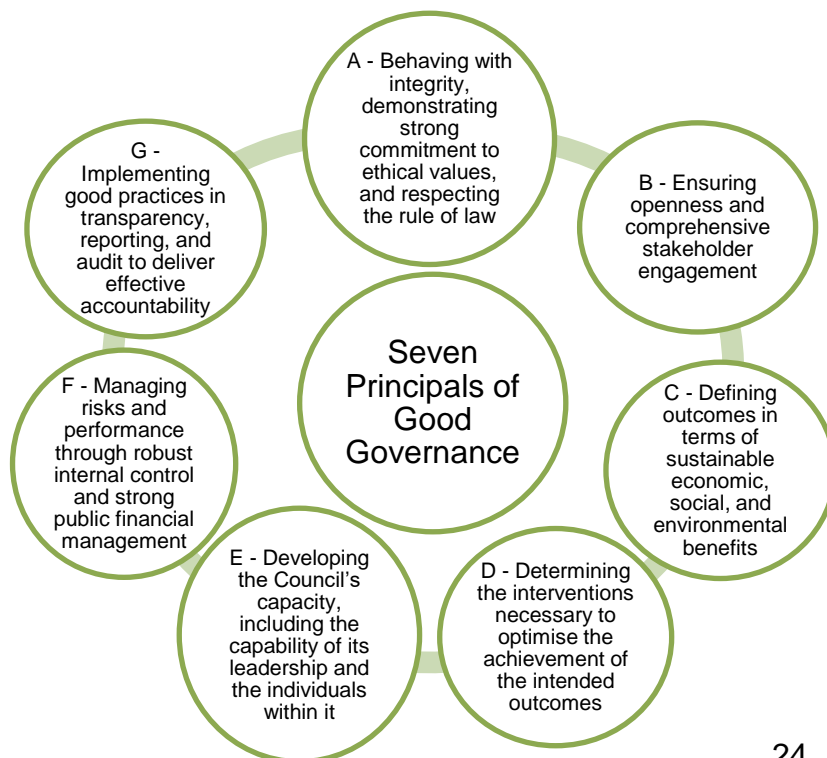 A - Behaving with
integrity,
demonstrating
strong
commitment to
ethical values,
and respecting
the rule of law
B - Ensuring
openness and
comprehensive
stakeholder
engagement
C - Defining
outcomes in
terms of
sustainable
economic,
social, and
environmental
benefits
D - Determining
the interventions
necessary to
optimise the
achievement of
the intended
outcomes
E - Developing
the Council's
capacity,
including the
capability of its
leadership and
the individuals
within it
F - Managing
risks and
performance
through robust
internal control
and strong
public financial
management
G -
Implementing
good practices in
transparency,
reporting, and
audit to deliver
effective
accountability
Seven
Principals of
Good
Governance
24